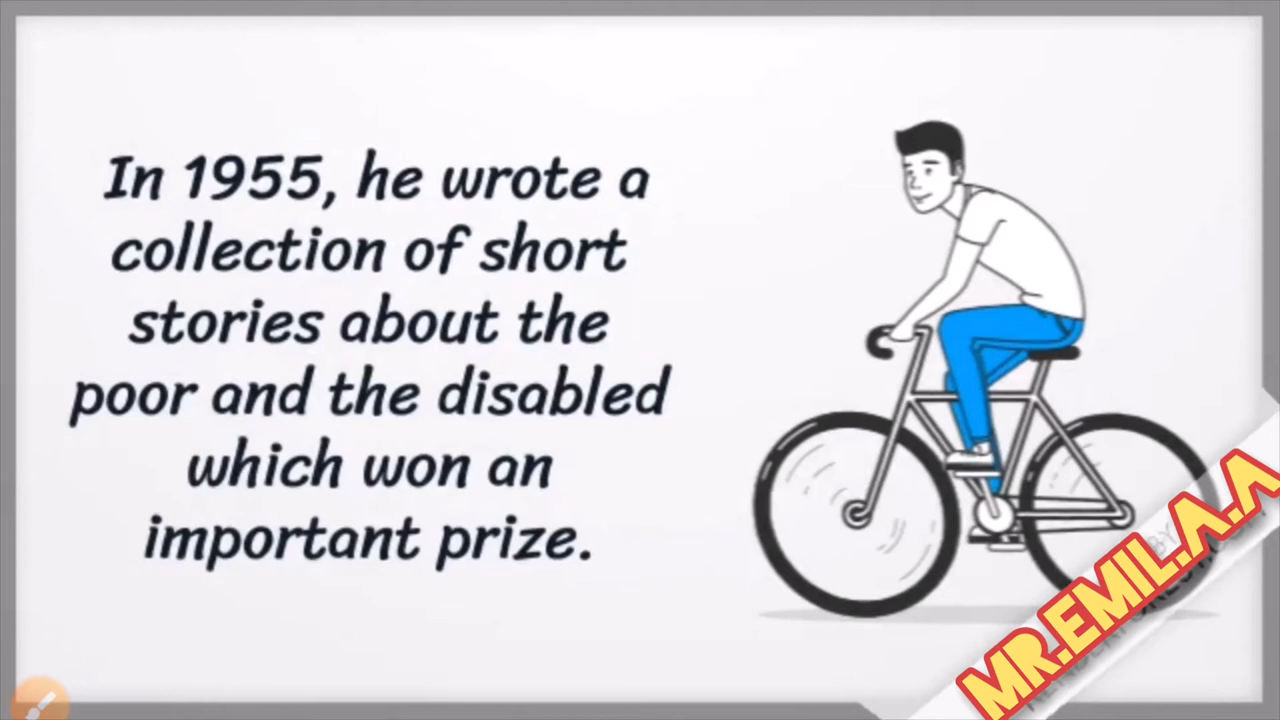 In 1955, he wrote a
collection of short
stories about the
poor and the disabled
which won an
important prize.
MR.EMIL.A.A